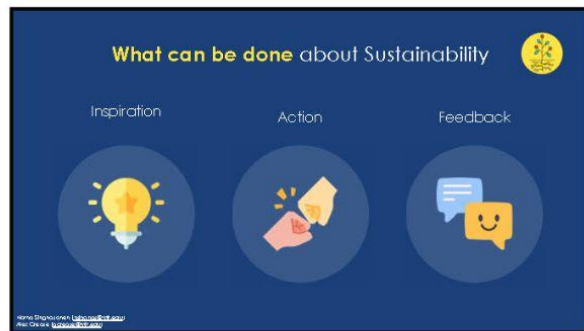 What can be done about Sustainability
Inspiration
Action
Feedback